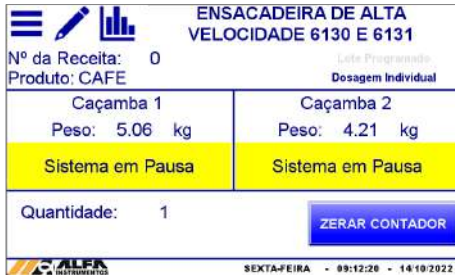 ENSACADEIRA DE ALTA
VELOCIDADE 6130 E 6131
Nº da Receita: 0
Lote Programado
Produto: CAFE
Dosagem Individual
Caçamba 1
Caçamba 2
Peso: 5.06 kg
Peso: 4.21 kg
Sistema em Pausa
Sistema em Pausa
Quantidade: 1
ZERAR CONTADOR
ALFA
INSTRUMENTOS
SEXTA-FEIRA - 09:12:20 - 14/10/2022